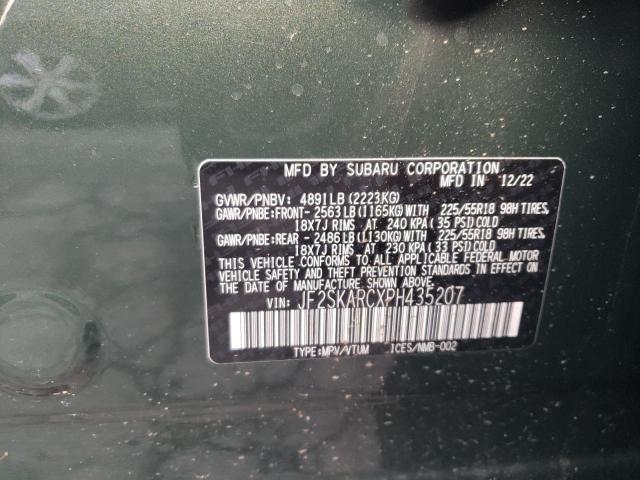 MFD BY SUBARU CORPORATION
MFD IN 12/22
GVWR/PNBV: 4891LB(2223KG)
GAWR/PNBE:FRONT- 2563LB(1165KG)WITH 225/55R18 98H TIRES,
18X7J RIMS AT 240 KPA(35 PSI)COLD
GAWR/PNBE:REAR -2486LB(1130KG)WITH 225/55R18 98H TIRES,
18X7J RIMS AT 230 KPA(33 PSI)COLD
THIS VEHICLE CONFORMS TO ALL APPLICABLE FEDERAL MOTOR
VEHICLE SAFETY AND THEFT PREVENTION STANDARDS IN EFFECT ON
THE DATE OF MANUFACTURE SHOWN ABOVE.
VIN: JF2SKARCXPH435207
TYPE:MPV/VTUM ICES/NMB-002